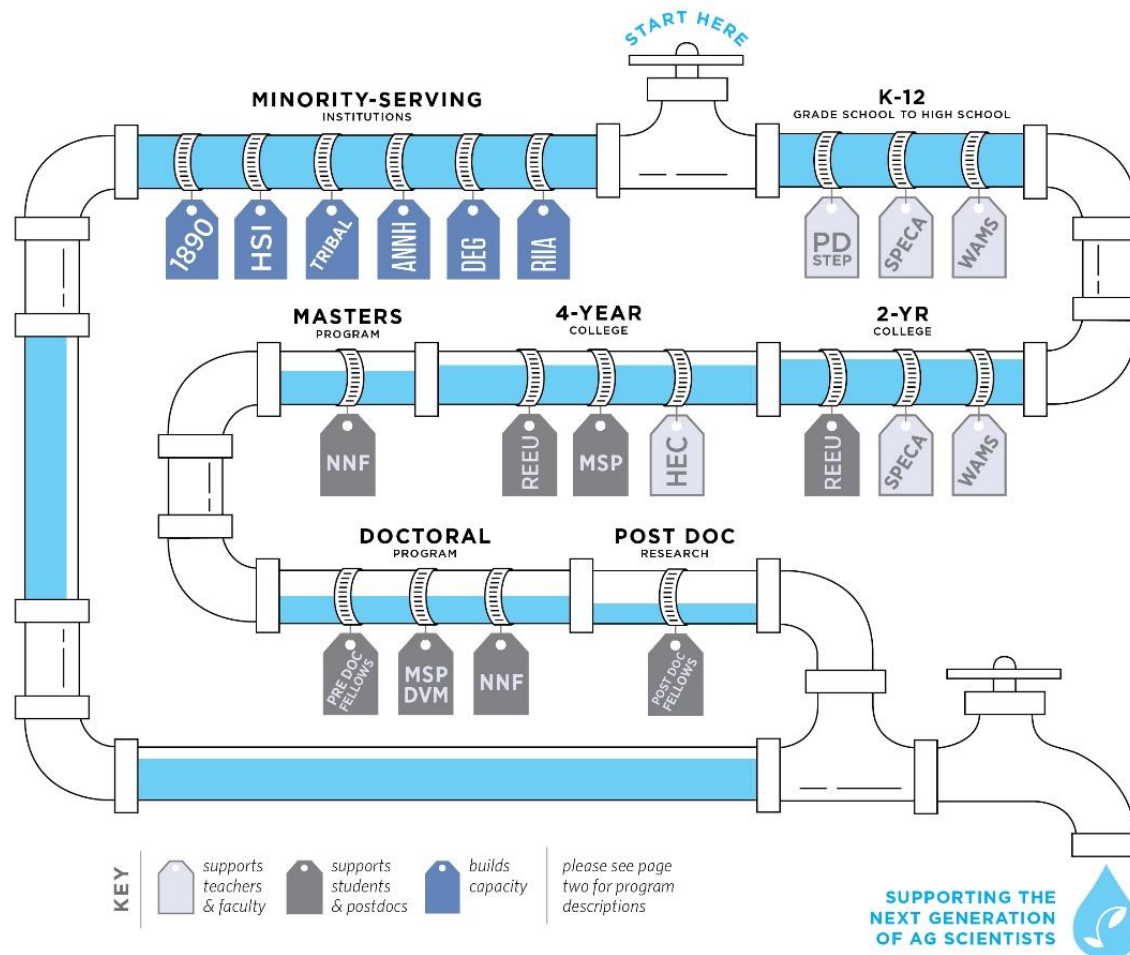 START HERE
MINORITY-SERVING
INSTITUTIONS
K-12
GRADE SCHOOL TO HIGH SCHOOL
1890
HSI
TRIBAL
ANNH
DEG
RIIA
PD
STEP
SPECA
WAMS
MASTERS
PROGRAM
4-YEAR
COLLEGE
2-YR
COLLEGE
NNF
REEU
MSP
HEC
REEU
SPECA
WAMS
DOCTORAL
PROGRAM
POST DOC
RESEARCH
PRE DOC
FELLOWS
MSP
DVM
NNF
POST DOC
FELLOWS
KEY
supports
teachers
& faculty
supports
students
& postdocs
builds
capacity
please see page
two for program
descriptions
SUPPORTING THE
NEXT GENERATION
OF AG SCIENTISTS